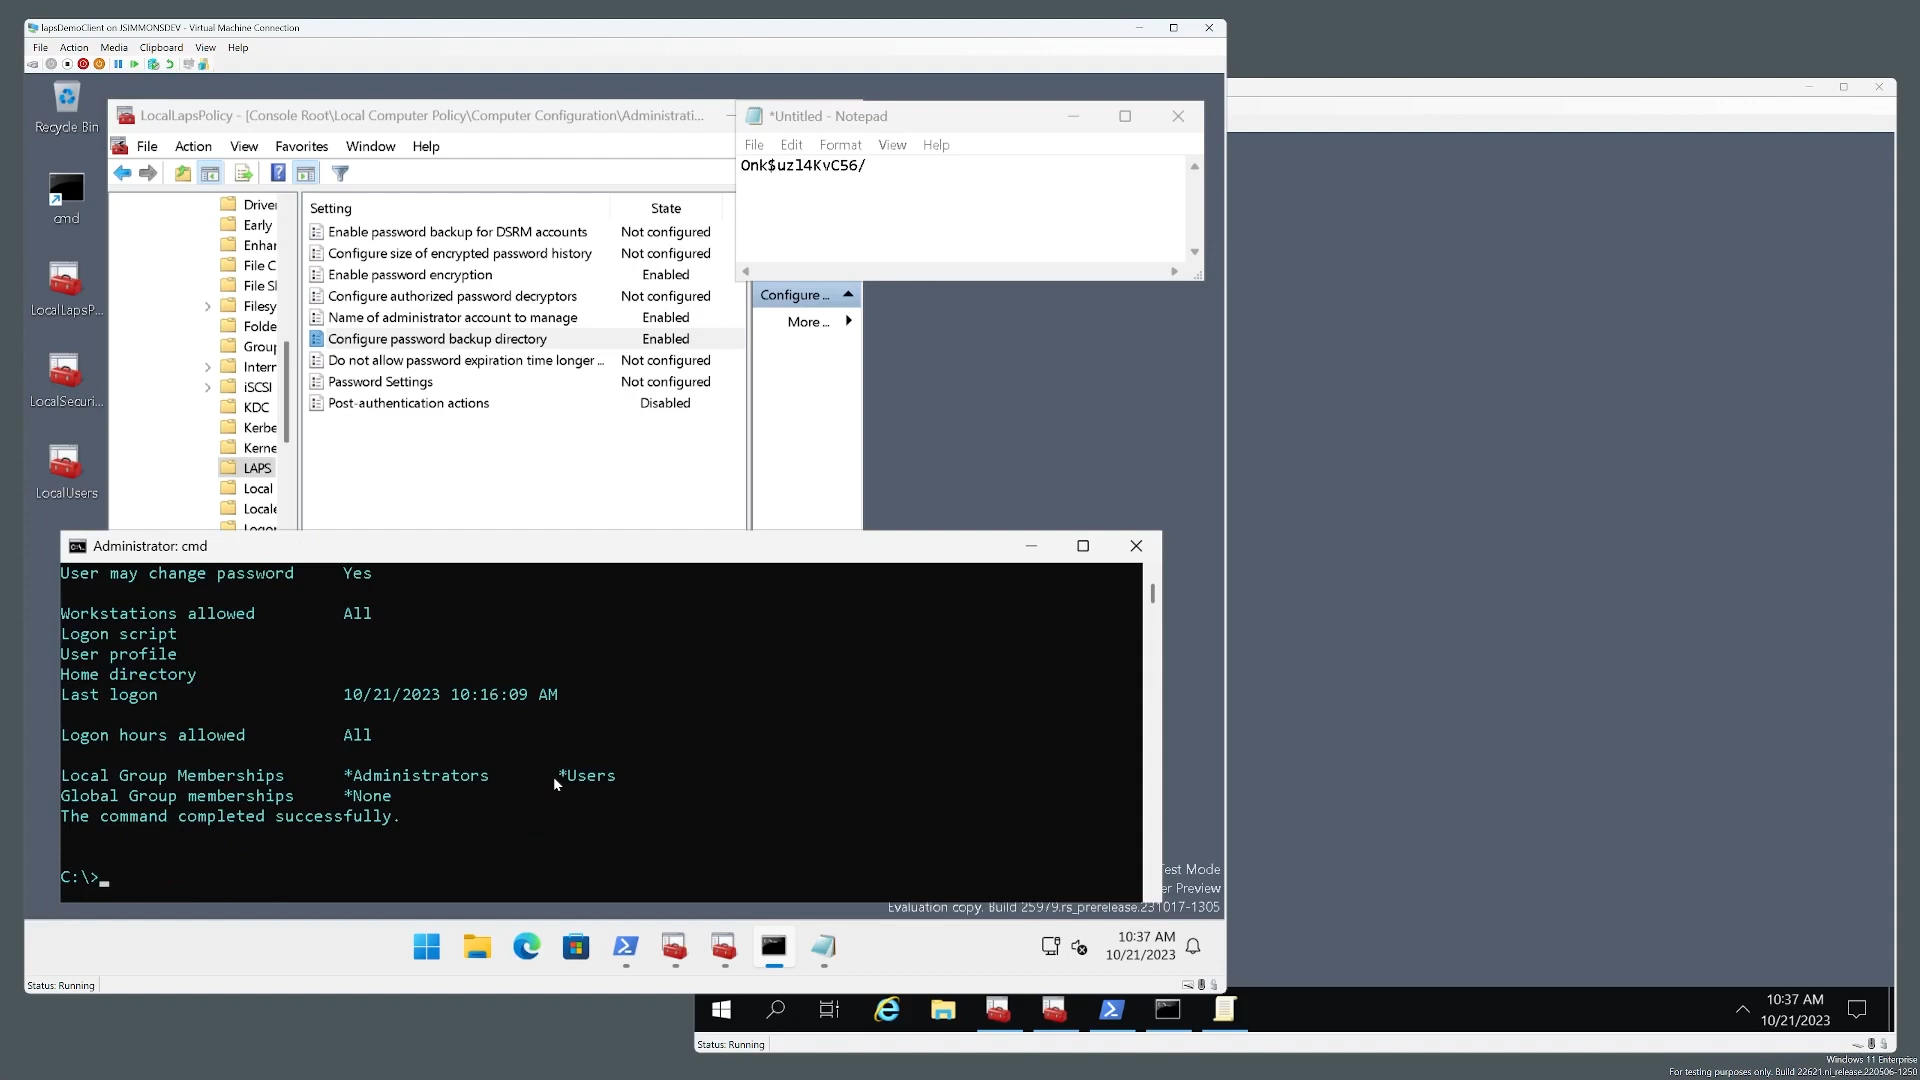 lapsDemoClient on JSIMMONSDEV - Virtual Machine Connection
File Action Media Clipboard View Help
Recycle Bin
cmd
LocalLapsP...
LocalSecuri...
LocalUsers
LocalLapsPolicy - [Console Root\Local Computer Policy\Computer Configuration\Administrati...
File Action View Favorites Window Help
Driver
Early
Enhan
File C
File Sh
Filesy
Folde
Group
Intern
iSCSI
KDC
Kerbe
Kerne
LAPS
Local
Locale
Logon
Setting State
Enable password backup for DSRM accounts Not configured
Configure size of encrypted password history Not configured
Enable password encryption Enabled
Configure authorized password decryptors Not configured
Name of administrator account to manage Enabled
Configure password backup directory Enabled
Do not allow password expiration time longer ... Not configured
Password Settings Not configured
Post-authentication actions Disabled
Configure ...
More ...
*Untitled - Notepad
File Edit Format View Help
Onk$uzl4KvC56/
Administrator: cmd
User may change password Yes
Workstations allowed All
Logon script
User profile
Home directory
Last logon 10/21/2023 10:16:09 AM
Logon hours allowed All
Local Group Memberships *Administrators *Users
Global Group memberships *None
The command completed successfully.
C:\>
est Mode
er Preview
Evaluation copy. Build 25979.rs_prerelease.231017-1305
10:37 AM
10/21/2023
Status: Running
10:37 AM
10/21/2023
Status: Running
Windows 11 Enterprise
For testing purposes only. Build 22621.ni_release.220506-1250